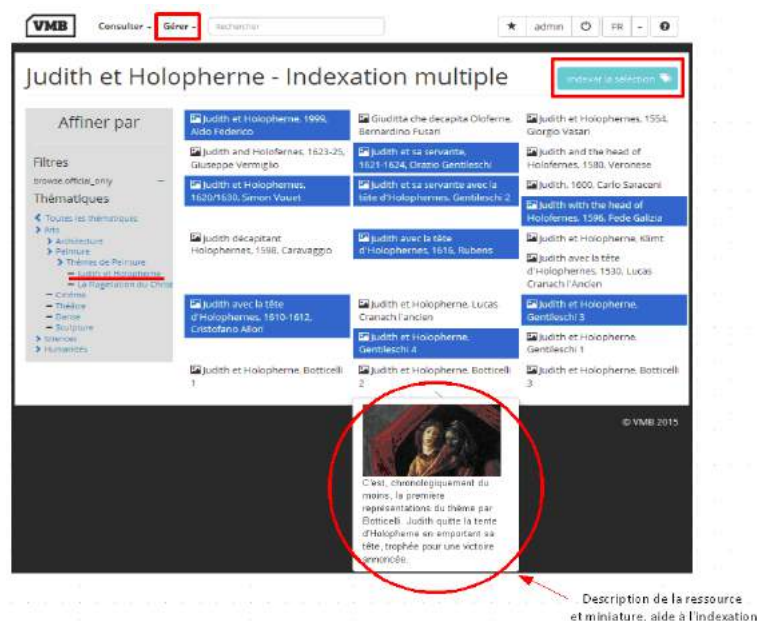 VMB Consulter Gérer Rechercher admin FR
Judith et Holopherne - Indexation multiple
Indexer la sélection
Affiner par
Filtres
browse.official_only
Thématiques
Toutes les thématiques
Arts
Architecture
Peinture
Thèmes de Peinture
Judith et Holopherne
La Flagellation du Christ
Cinéma
Théâtre
Danse
Sculpture
Sciences
Humanités
Judith et Holopherne, 1999,
Aldo Federico
Giuditta che decapita Oloferne,
Bernardino Fusari
Judith et Holophernes, 1554,
Giorgio Vasari
Judith and Holofernes, 1623-25,
Giuseppe Vermiglio
Judith et sa servante,
1621-1624, Orazio Gentileschi
Judith and the head of
Holofernes, 1580, Veronese
Judith et Holophernes,
1620/1630, Simon Vouet
Judith et sa servante avec la
tête d'Holophernes, Gentileschi 2
Judith, 1600, Carlo Saraceni
Judith with the head of
Holofernes, 1596, Fede Galizia
Judith décapitant
Holophernes, 1598, Caravaggio
Judith avec la tête
d'Holophernes, 1616, Rubens
Judith et Holopherne, Klimt
Judith avec la tête
d'Holophernes, 1530, Lucas
Cranach l'Ancien
Judith avec la tête
d'Holophernes, 1610-1612,
Cristofano Allori
Judith et Holopherne, Lucas
Cranach l'ancien
Judith et Holopherne,
Gentileschi 3
Judith et Holopherne,
Gentileschi 4
Judith et Holopherne,
Gentileschi 1
Judith et Holopherne, Botticelli
1
Judith et Holopherne, Botticelli
2
Judith et Holopherne, Botticelli
3
© VMB 2015
C'est, chronologiquement du
moins, la première
représentations du thème par
Botticelli. Judith quitte la tente
d'Holopherne en emportant sa
tête, trophée pour une victoire
annoncée.
Description de la ressource
et miniature, aide à l'indexation